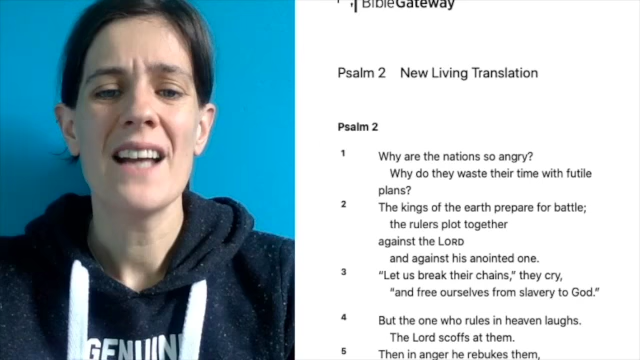 BibleGateway
Psalm 2 New Living Translation
Psalm 2
1 Why are the nations so angry?
Why do they waste their time with futile
plans?
2 The kings of the earth prepare for battle;
the rulers plot together
against the LORD
and against his anointed one.
3 “Let us break their chains,” they cry,
“and free ourselves from slavery to God.”
4 But the one who rules in heaven laughs.
The Lord scoffs at them.
5 Then in anger he rebukes them,
GENUINE